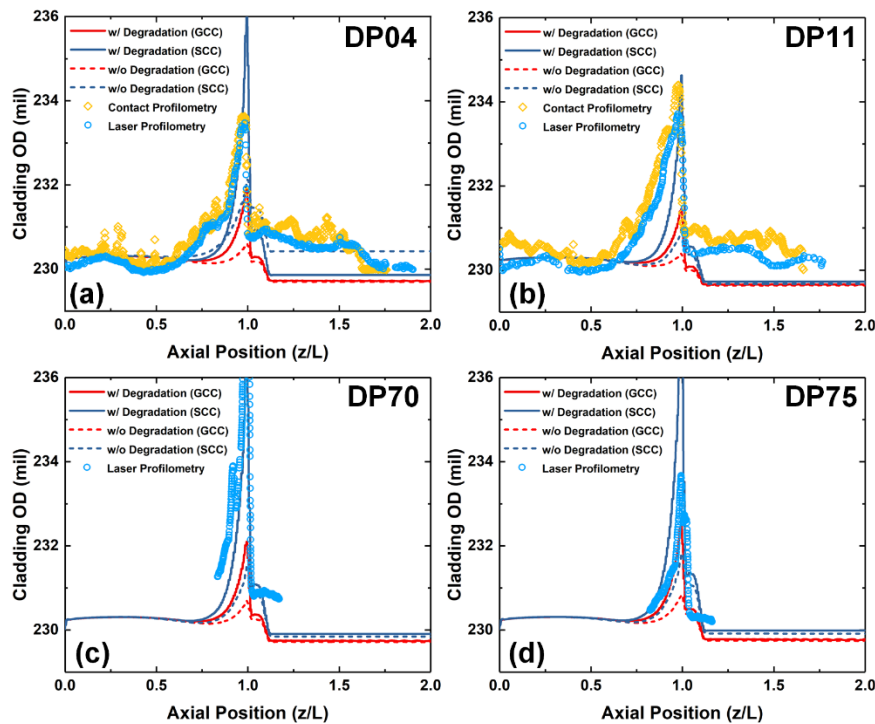 236
234
232
230
Cladding OD (mil)
w/ Degradation (GCC)
w/ Degradation (SCC)
w/o Degradation (GCC)
w/o Degradation (SCC)
Contact Profilometry
Laser Profilometry
DP04
(a)
0.0 0.5 1.0 1.5 2.0
Axial Position (z/L)
236
234
232
230
Cladding OD (mil)
w/ Degradation (GCC)
w/ Degradation (SCC)
w/o Degradation (GCC)
w/o Degradation (SCC)
Contact Profilometry
Laser Profilometry
DP11
(b)
0.0 0.5 1.0 1.5 2.0
Axial Position (z/L)
236
234
232
230
Cladding OD (mil)
w/ Degradation (GCC)
w/ Degradation (SCC)
w/o Degradation (GCC)
w/o Degradation (SCC)
Laser Profilometry
DP70
(c)
0.0 0.5 1.0 1.5 2.0
Axial Position (z/L)
236
234
232
230
Cladding OD (mil)
w/ Degradation (GCC)
w/ Degradation (SCC)
w/o Degradation (GCC)
w/o Degradation (SCC)
Laser Profilometry
DP75
(d)
0.0 0.5 1.0 1.5 2.0
Axial Position (z/L)